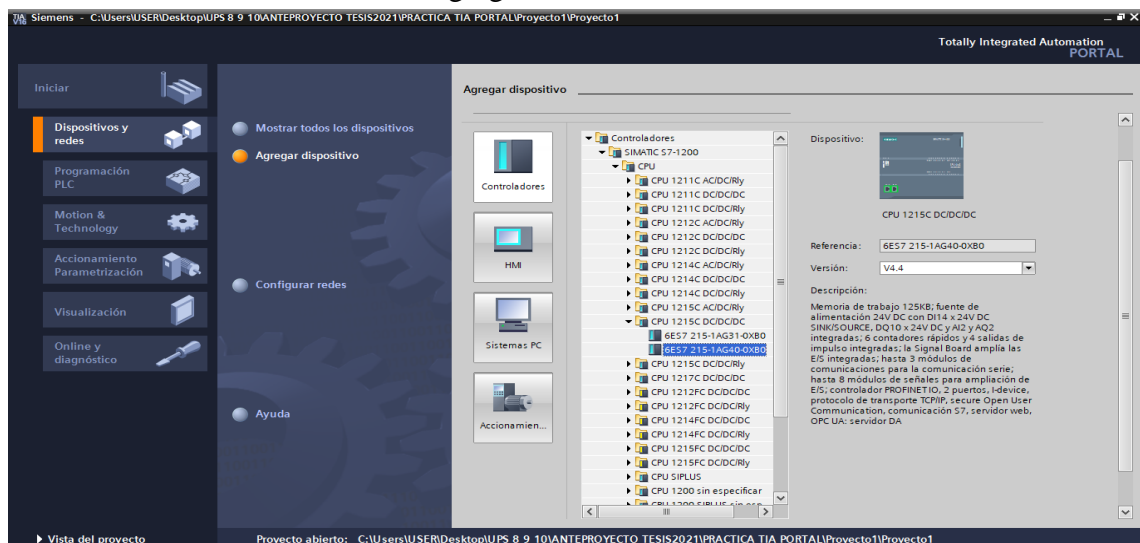 Siemens - C:\Users\USER\Desktop\UPS 8 9 10\ANTEPROYECTO TESIS2021\PRACTICA TIA PORTAL\Proyecto1\Proyecto1
Totally Integrated Automation
PORTAL
Iniciar
Dispositivos y
redes
Programación
PLC
Motion &
Technology
Accionamiento
Parametrización
Visualización
Online y
diagnóstico
Mostrar todos los dispositivos
Agregar dispositivo
Configurar redes
Ayuda
Agregar dispositivo
Controladores
HMI
Sistemas PC
Accionamien...
Controladores
SIMATIC S7-1200
CPU
CPU 1211C AC/DC/Rly
CPU 1211C DC/DC/DC
CPU 1211C DC/DC/Rly
CPU 1212C AC/DC/Rly
CPU 1212C DC/DC/DC
CPU 1212C DC/DC/Rly
CPU 1214C AC/DC/Rly
CPU 1214C DC/DC/DC
CPU 1214C DC/DC/Rly
CPU 1215C AC/DC/Rly
CPU 1215C DC/DC/DC
6ES7 215-1AG31-0XB0
6ES7 215-1AG40-0XB0
CPU 1215C DC/DC/Rly
CPU 1217C DC/DC/DC
CPU 1212FC DC/DC/DC
CPU 1212FC DC/DC/Rly
CPU 1214FC DC/DC/DC
CPU 1214FC DC/DC/Rly
CPU 1215FC DC/DC/DC
CPU 1215FC DC/DC/Rly
CPU SIPLUS
CPU 1200 sin especificar
CPU 1200 SIPLUS sin esp
Dispositivo:
CPU 1215C DC/DC/DC
Referencia: 6ES7 215-1AG40-0XB0
Versión: V4.4
Descripción:
Memoria de trabajo 125KB; fuente de
alimentación 24V DC con DI14 x 24V DC
SINK/SOURCE, DQ10 x 24V DC y AI2 y AQ2
integradas; 6 contadores rápidos y 4 salidas de
impulso integradas; la Signal Board amplía las
E/S integradas; hasta 3 módulos de
comunicaciones para la comunicación serie;
hasta 8 módulos de señales para ampliación de
E/S; controlador PROFINET IO, 2 puertos, I-device,
protocolo de transporte TCP/IP, secure Open User
Communication, comunicación S7, servidor web,
OPC UA: servidor DA
Vista del proyecto
Proyecto abierto: C:\Users\USER\Desktop\UPS 8 9 10\ANTEPROYECTO TESIS2021\PRACTICA TIA PORTAL\Proyecto1\Proyecto1